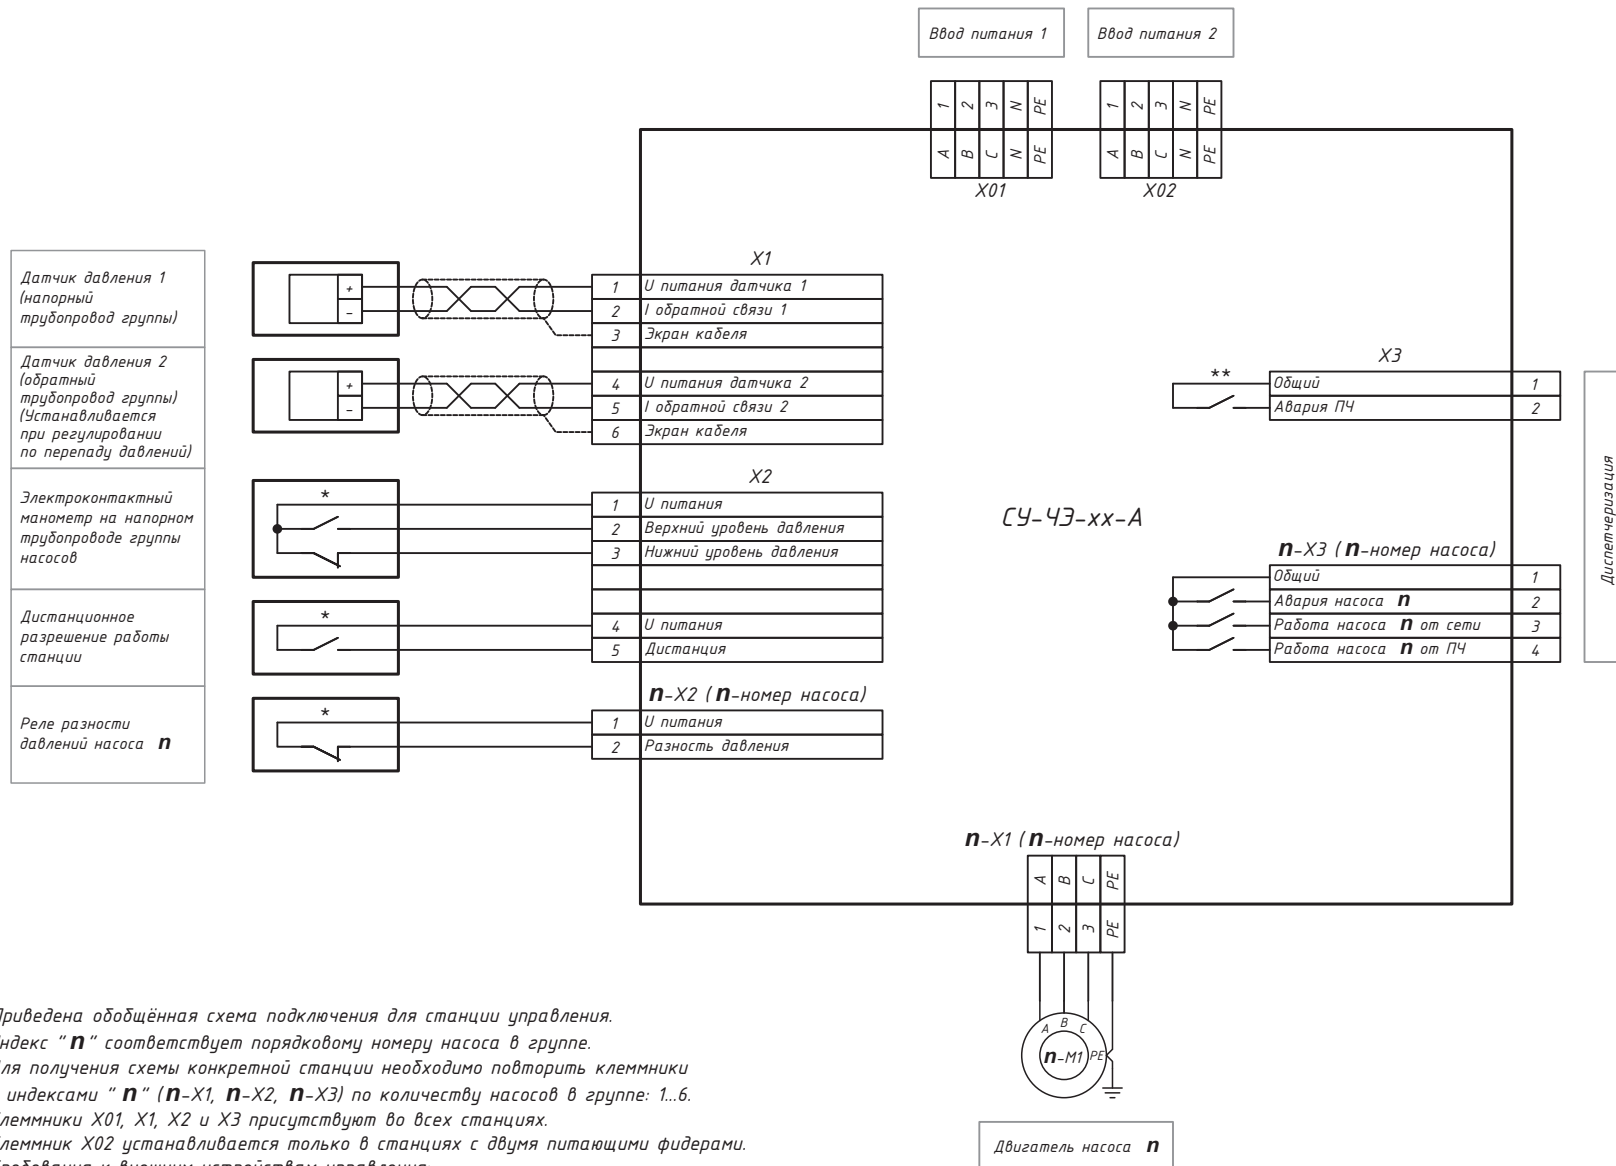 Ввод питания 1
Ввод питания 2
1 2 3 N PE
1 2 3 N PE
A B C N PE
A B C N PE
X01
X02
Датчик давления 1
(напорный
трубопровод группы)
+
-
X1
1 U питания датчика 1
2 I обратной связи 1
3 Экран кабеля
Датчик давления 2
(обратный
трубопровод группы)
(Устанавливается
при регулировании
по перепаду давлений)
+
-
4 U питания датчика 2
5 I обратной связи 2
6 Экран кабеля
X3
**
Общий 1
Авария ПЧ 2
Диспетчеризация
Электроконтактный
манометр на напорном
трубопроводе группы
насосов
*
X2
1 U питания
2 Верхний уровень давления
3 Нижний уровень давления
СУ-ЧЭ-хх-А
Дистанционное
разрешение работы
станции
*
4 U питания
5 Дистанция
n-X3 (n-номер насоса)
Общий 1
Авария насоса n 2
Работа насоса n от сети 3
Работа насоса n от ПЧ 4
Реле разности
давлений насоса n
*
n-X2 (n-номер насоса)
1 U питания
2 Разность давления
n-X1 (n-номер насоса)
A B C PE
1 2 3 PE
A B C
n-M1 PE
Двигатель насоса n
Приведена обобщённая схема подключения для станции управления.
ндекс "n" соответствует порядковому номеру насоса в группе.
ля получения схемы конкретной станции необходимо повторить клеммники
индексами "n" (n-X1, n-X2, n-X3) по количеству насосов в группе: 1...6.
леммники X01, X1, X2 и X3 присутствуют во всех станциях.
леммник X02 устанавливается только в станциях с двумя питающими фидерами.